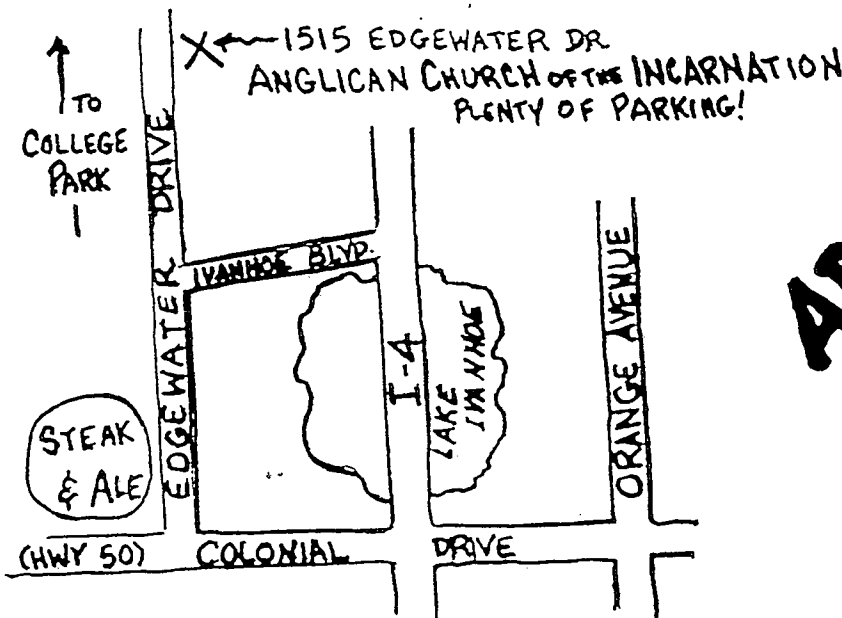 1515 EDGEWATER DR
ANGLICAN CHURCH OF THE INCARNATION
PLENTY OF PARKING!
TO
COLLEGE
PARK
EDGEWATER DRIVE
IVANHOE BLVD.
I-4
LAKE
IVANHOE
ORANGE AVENUE
STEAK
& ALE
(HWY 50) COLONIAL DRIVE